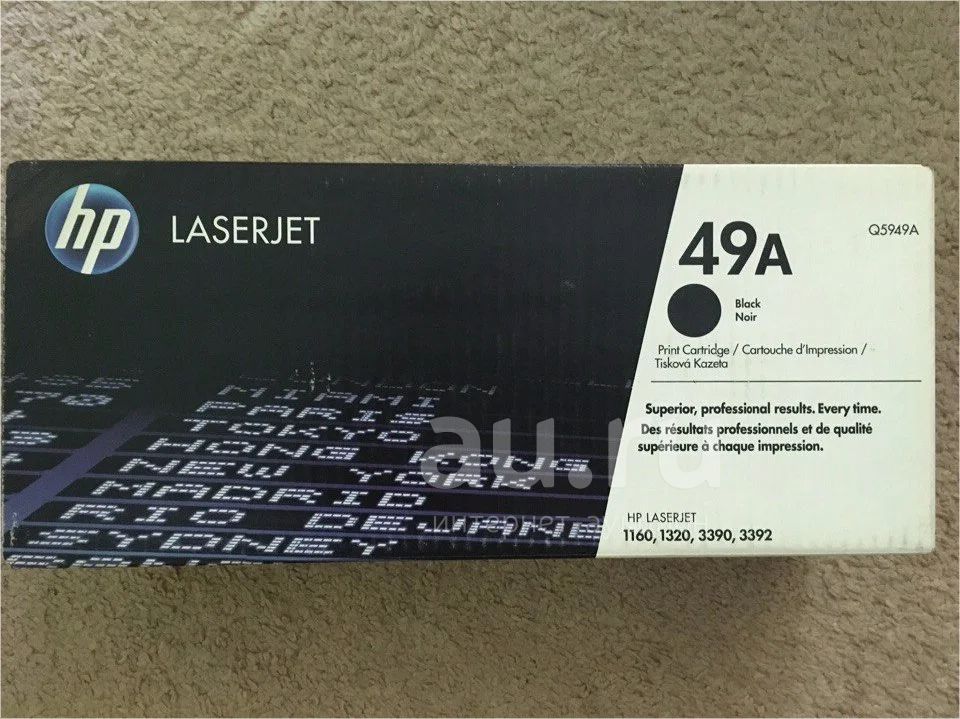 hp
LASERJET
49A
Q5949A
Black
Noir
Print Cartridge / Cartouche d'Impression /
Tisková Kazeta
Superior, professional results. Every time.
Des résultats professionnels et de qualité
supérieure à chaque impression.
HP LASERJET
1160, 1320, 3390, 3392
MIAMI
PARIS
TOKYO
HONG KONG
NEW YORK
MADRID
RIO DE JANE
SYDNEY
au.ru